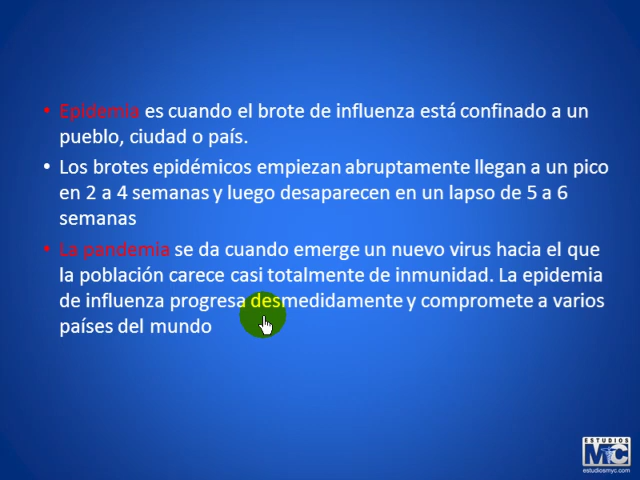 • Epidemia es cuando el brote de influenza está confinado a un
pueblo, ciudad o país.
• Los brotes epidémicos empiezan abruptamente llegan a un pico
en 2 a 4 semanas y luego desaparecen en un lapso de 5 a 6
semanas
• La pandemia se da cuando emerge un nuevo virus hacia el que
la población carece casi totalmente de inmunidad. La epidemia
de influenza progresa desmedidamente y compromete a varios
países del mundo
ESTUDIOS
MyC
estudiosmyc.com